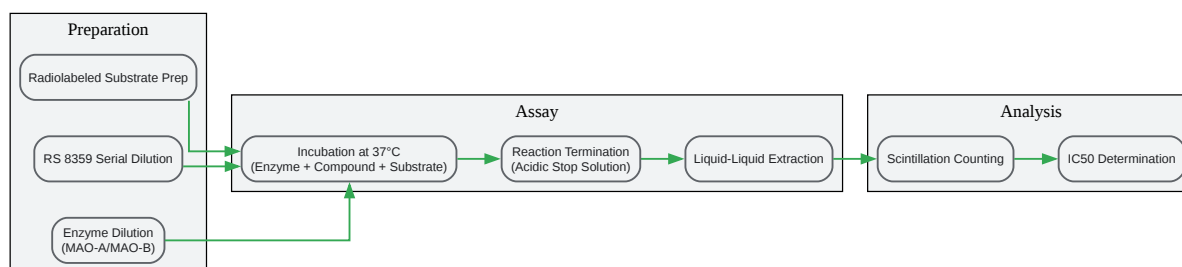 Preparation
Radiolabeled Substrate Prep
RS 8359 Serial Dilution
Enzyme Dilution
(MAO-A/MAO-B)
Assay
Incubation at 37°C
(Enzyme + Compound + Substrate)
Reaction Termination
(Acidic Stop Solution)
Liquid-Liquid Extraction
Analysis
Scintillation Counting
IC50 Determination